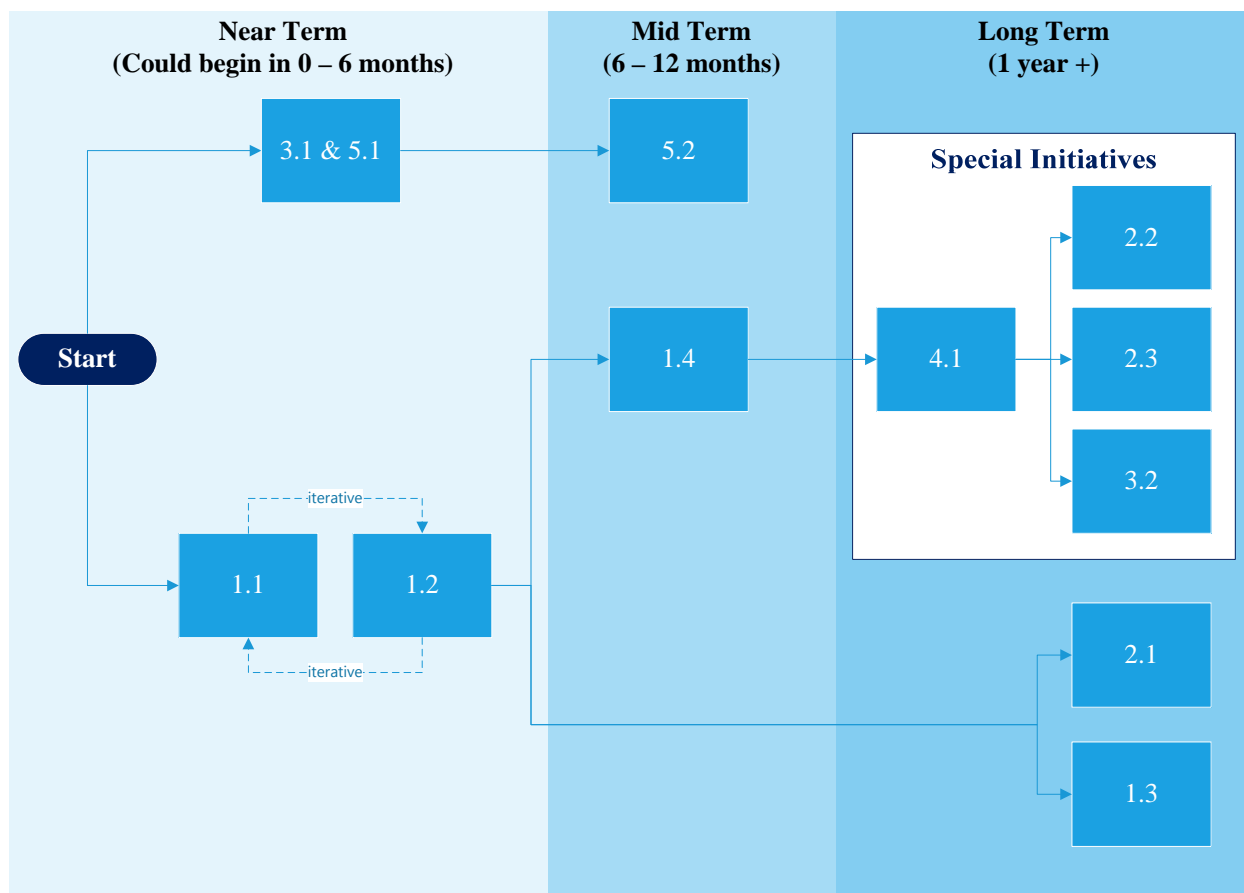 Near Term
(Could begin in 0 – 6 months)
Mid Term
(6 – 12 months)
Long Term
(1 year +)
3.1 & 5.1
5.2
Special Initiatives
2.2
Start
1.4
4.1
2.3
3.2
iterative
1.1
1.2
iterative
2.1
1.3